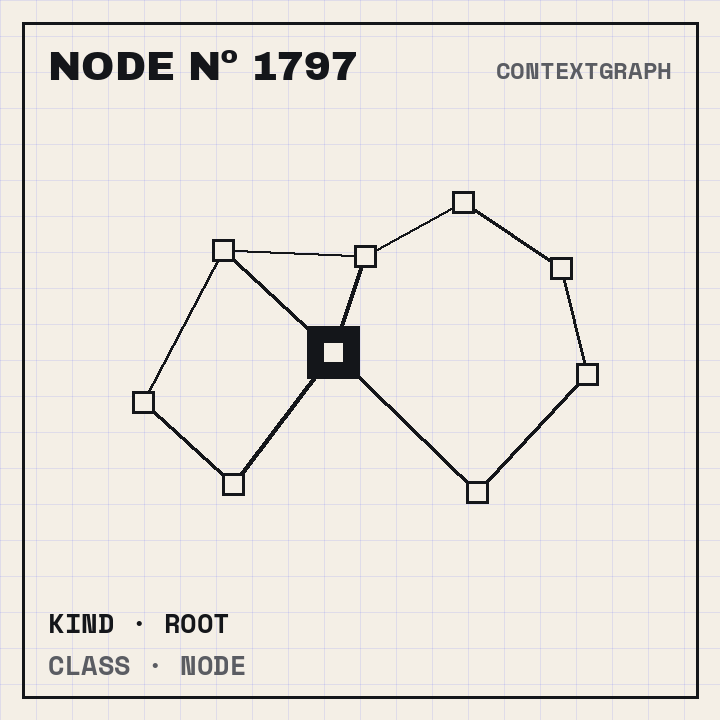 NODE Nº 1797
CONTEXTGRAPH
KIND · ROOT
CLASS · NODE